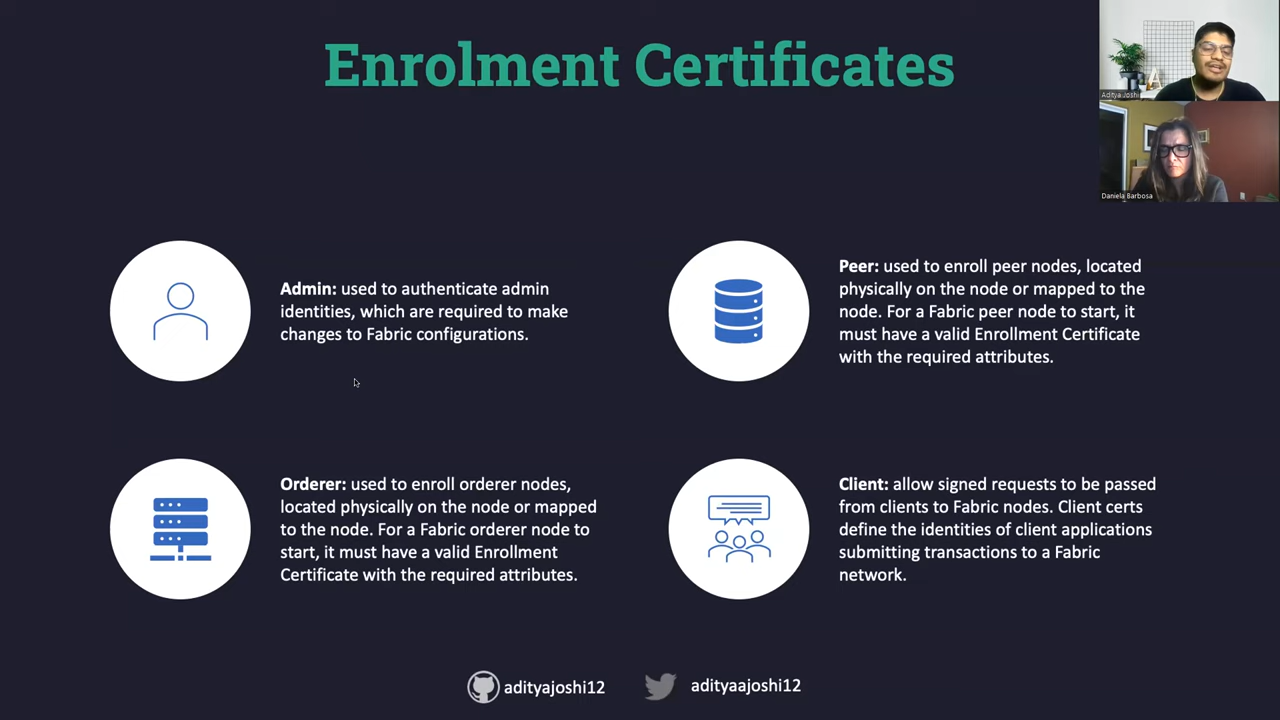 Enrolment Certificates
Aditya Joshi
Daniela Barbosa
Admin: used to authenticate admin
identities, which are required to make
changes to Fabric configurations.
Peer: used to enroll peer nodes, located
physically on the node or mapped to the
node. For a Fabric peer node to start, it
must have a valid Enrollment Certificate
with the required attributes.
Orderer: used to enroll orderer nodes,
located physically on the node or mapped
to the node. For a Fabric orderer node to
start, it must have a valid Enrollment
Certificate with the required attributes.
Client: allow signed requests to be passed
from clients to Fabric nodes. Client certs
define the identities of client applications
submitting transactions to a Fabric
network.
adityajoshi12
adityaajoshi12